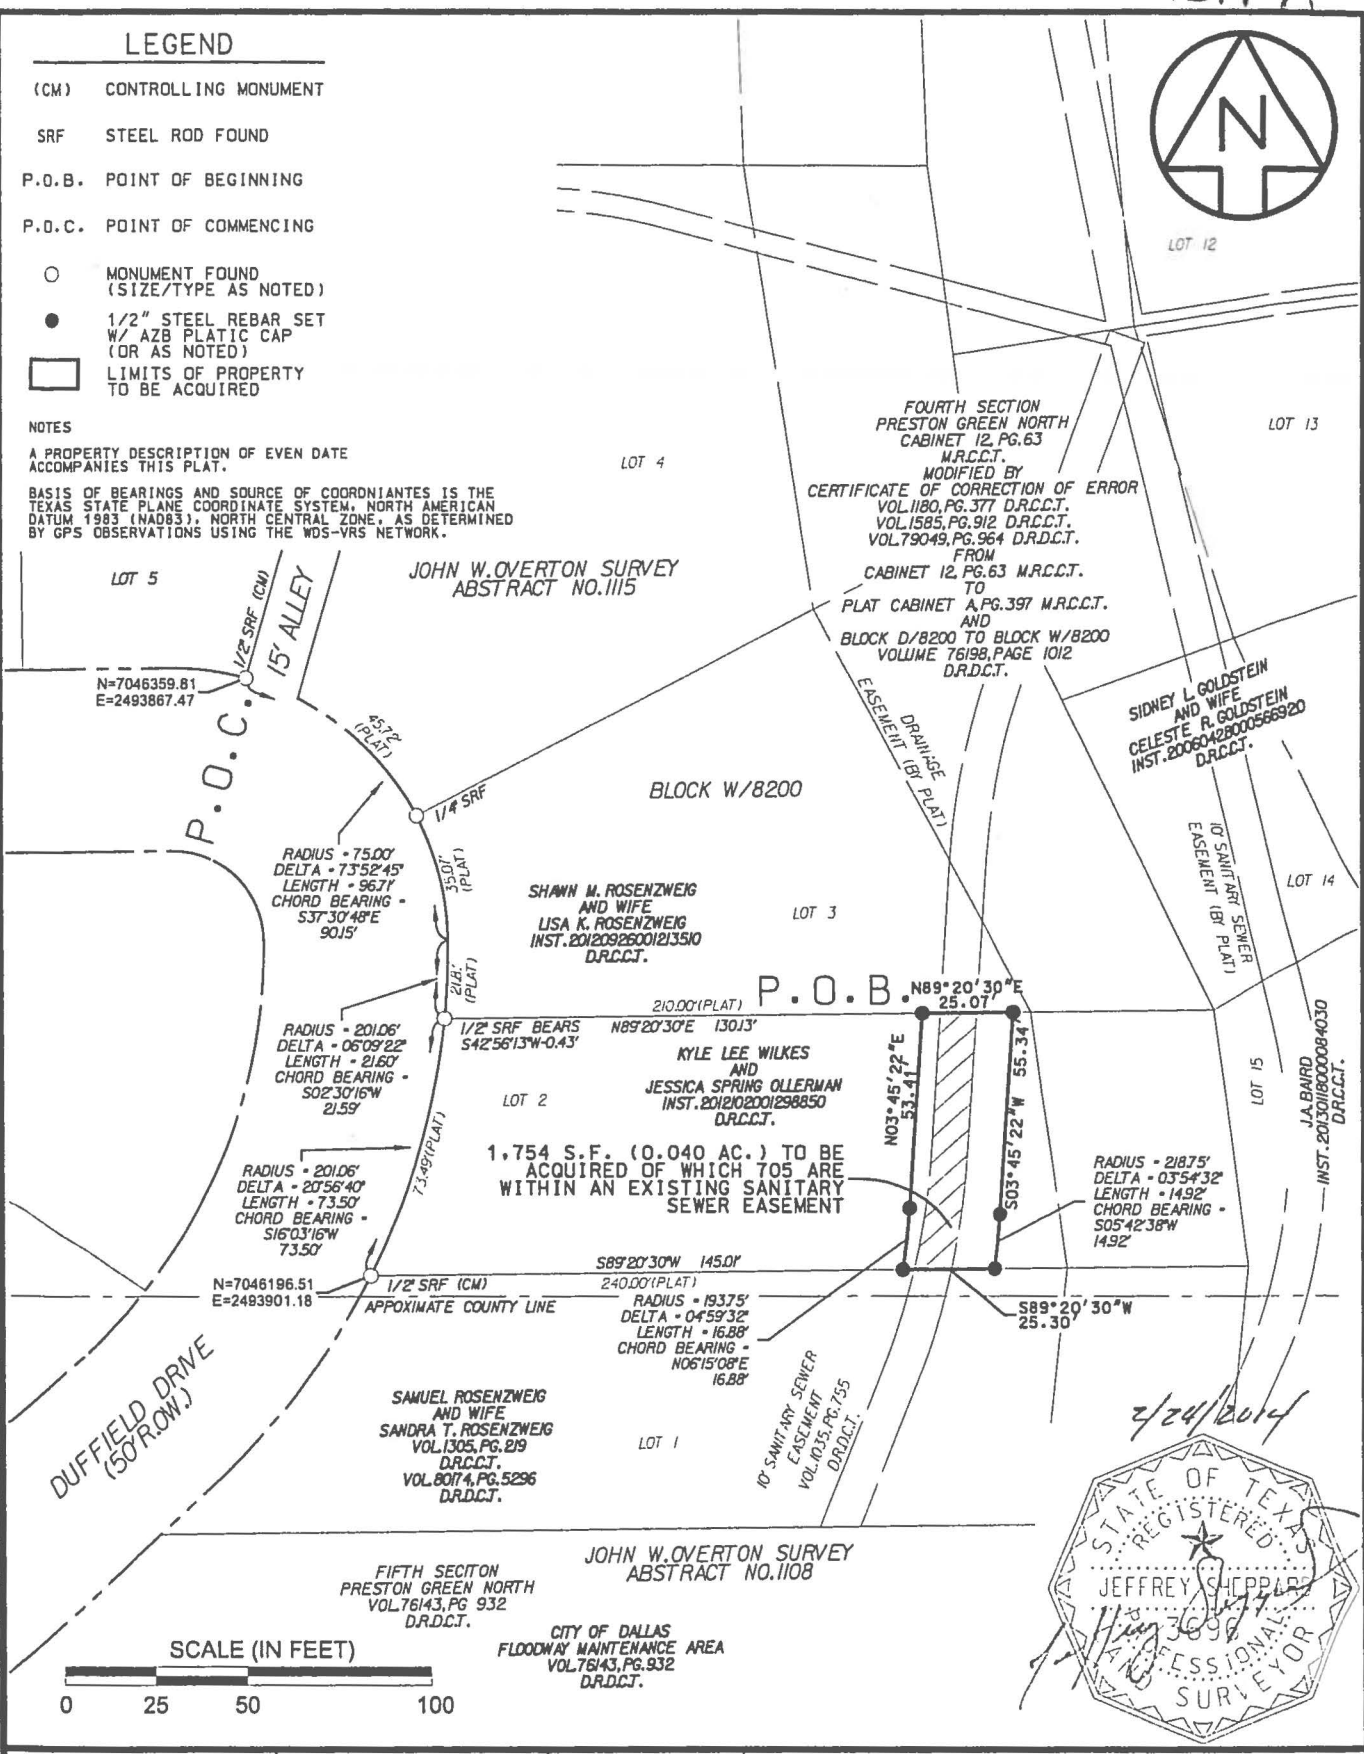 LEGEND
(CM) CONTROLLING MONUMENT
SRF STEEL ROD FOUND
P.O.B. POINT OF BEGINNING
P.O.C. POINT OF COMMENCING
MONUMENT FOUND
(SIZE/TYPE AS NOTED)
1/2" STEEL REBAR SET
W/ AZB PLATIC CAP
(OR AS NOTED)
LIMITS OF PROPERTY
TO BE ACQUIRED
NOTES
A PROPERTY DESCRIPTION OF EVEN DATE
ACCOMPANIES THIS PLAT.
BASIS OF BEARINGS AND SOURCE OF COORDNIANTES IS THE
TEXAS STATE PLANE COORDINATE SYSTEM, NORTH AMERICAN
DATUM 1983 (NAD83), NORTH CENTRAL ZONE, AS DETERMINED
BY GPS OBSERVATIONS USING THE WDS-VRS NETWORK.
N
LOT 12
LOT 13
LOT 4
FOURTH SECTION
PRESTON GREEN NORTH
CABINET 12, PG.63
M.R.C.C.T.
MODIFIED BY
CERTIFICATE OF CORRECTION OF ERROR
VOL.1180, PG.377 D.R.C.C.T.
VOL.1585, PG.912 D.R.C.C.T.
VOL.79049, PG.964 D.R.D.C.T.
FROM
CABINET 12, PG.63 M.R.C.C.T.
TO
PLAT CABINET A, PG.397 M.R.C.C.T.
AND
BLOCK D/8200 TO BLOCK W/8200
VOLUME 76198, PAGE 1012
D.R.D.C.T.
LOT 5
1/2" SRF (CM)
15' ALLEY
JOHN W. OVERTON SURVEY
ABSTRACT NO. 1115
N=7046359.81
E=2493867.47
P.O.C.
45.72'
(PLAT)
1/4" SRF
BLOCK W/8200
DRAINAGE
EASEMENT (BY PLAT)
SIDNEY L. GOLDSTEIN
AND WIFE
CELESTE R. GOLDSTEIN
INST.20060428000566920
D.R.C.C.T.
10' SANITARY SEWER
EASEMENT (BY PLAT)
LOT 14
RADIUS = 75.00'
DELTA = 73°52'45"
LENGTH = 96.71'
CHORD BEARING =
S37°30'48"E
90.15'
35.01'
(PLAT)
SHAWN M. ROSENZWEIG
AND WIFE
LISA K. ROSENZWEIG
INST.20120926001213510
D.R.C.C.T.
LOT 3
(PLAT)
210.00'(PLAT)
P.O.B.
N89°20'30"E
25.07'
RADIUS = 201.06'
DELTA = 06°09'22"
LENGTH = 21.60'
CHORD BEARING =
S02°30'16"W
21.59'
1/2" SRF BEARS
S42°56'13"W-0.43'
N89°20'30"E 130.13'
KYLE LEE WILKES
AND
JESSICA SPRING OLLERMAN
INST.2012102001298850
D.R.C.C.T.
LOT 2
N03°45'22"E
53.41'
S03°45'22"W 55.34'
LOT 15
J.A. BAIRD
INST.20130118000084030
D.R.C.C.T.
73.49'(PLAT)
1,754 S.F. (0.040 AC.) TO BE
ACQUIRED OF WHICH 705 ARE
WITHIN AN EXISTING SANITARY
SEWER EASEMENT
RADIUS = 201.06'
DELTA = 20°56'40"
LENGTH = 73.50'
CHORD BEARING =
S16°03'16"W
73.50'
RADIUS = 218.75'
DELTA = 03°54'32"
LENGTH = 14.92'
CHORD BEARING =
S05°42'38"W
14.92'
N=7046196.51
E=2493901.18
1/2" SRF (CM)
S89°20'30"W 145.01'
240.00'(PLAT)
APPOXIMATE COUNTY LINE
RADIUS = 193.75'
DELTA = 04°59'32"
LENGTH = 16.88'
CHORD BEARING =
N06°15'08"E
16.88'
S89°20'30"W
25.30'
DUFFIELD DRIVE
(50' R.O.W.)
SAMUEL ROSENZWEIG
AND WIFE
SANDRA T. ROSENZWEIG
VOL.1305, PG.219
D.R.C.C.T.
VOL.80174, PG.5296
D.R.D.C.T.
LOT 1
10' SANITARY SEWER
EASEMENT
VOL.1035, PG.755
D.R.D.C.T.
2/24/2014
STATE OF TEXAS
REGISTERED
JEFFREY SHEPPARD
3696
PROFESSIONAL
LAND SURVEYOR
JOHN W. OVERTON SURVEY
ABSTRACT NO. 1108
FIFTH SECITON
PRESTON GREEN NORTH
VOL.76143, PG 932
D.R.D.C.T.
CITY OF DALLAS
FLOODWAY MAINTENANCE AREA
VOL.76143, PG.932
D.R.D.C.T.
SCALE (IN FEET)
0 25 50 100